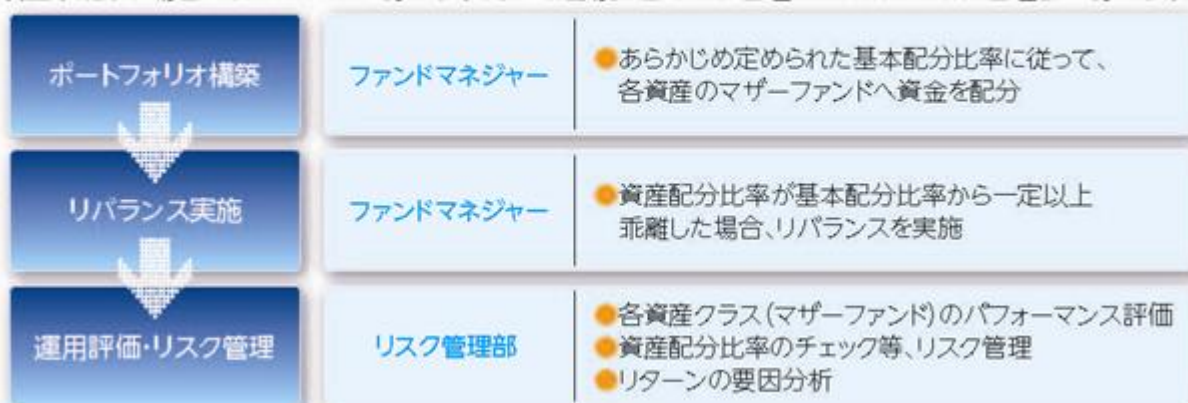 ポートフォリオ構築
ファンドマネジャー
●あらかじめ定められた基本配分比率に従って、
各資産のマザーファンドへ資金を配分
リバランス実施
ファンドマネジャー
●資産配分比率が基本配分比率から一定以上
乖離した場合、リバランスを実施
運用評価・リスク管理
リスク管理部
●各資産クラス(マザーファンド)のパフォーマンス評価
●資産配分比率のチェック等、リスク管理
●リターンの要因分析